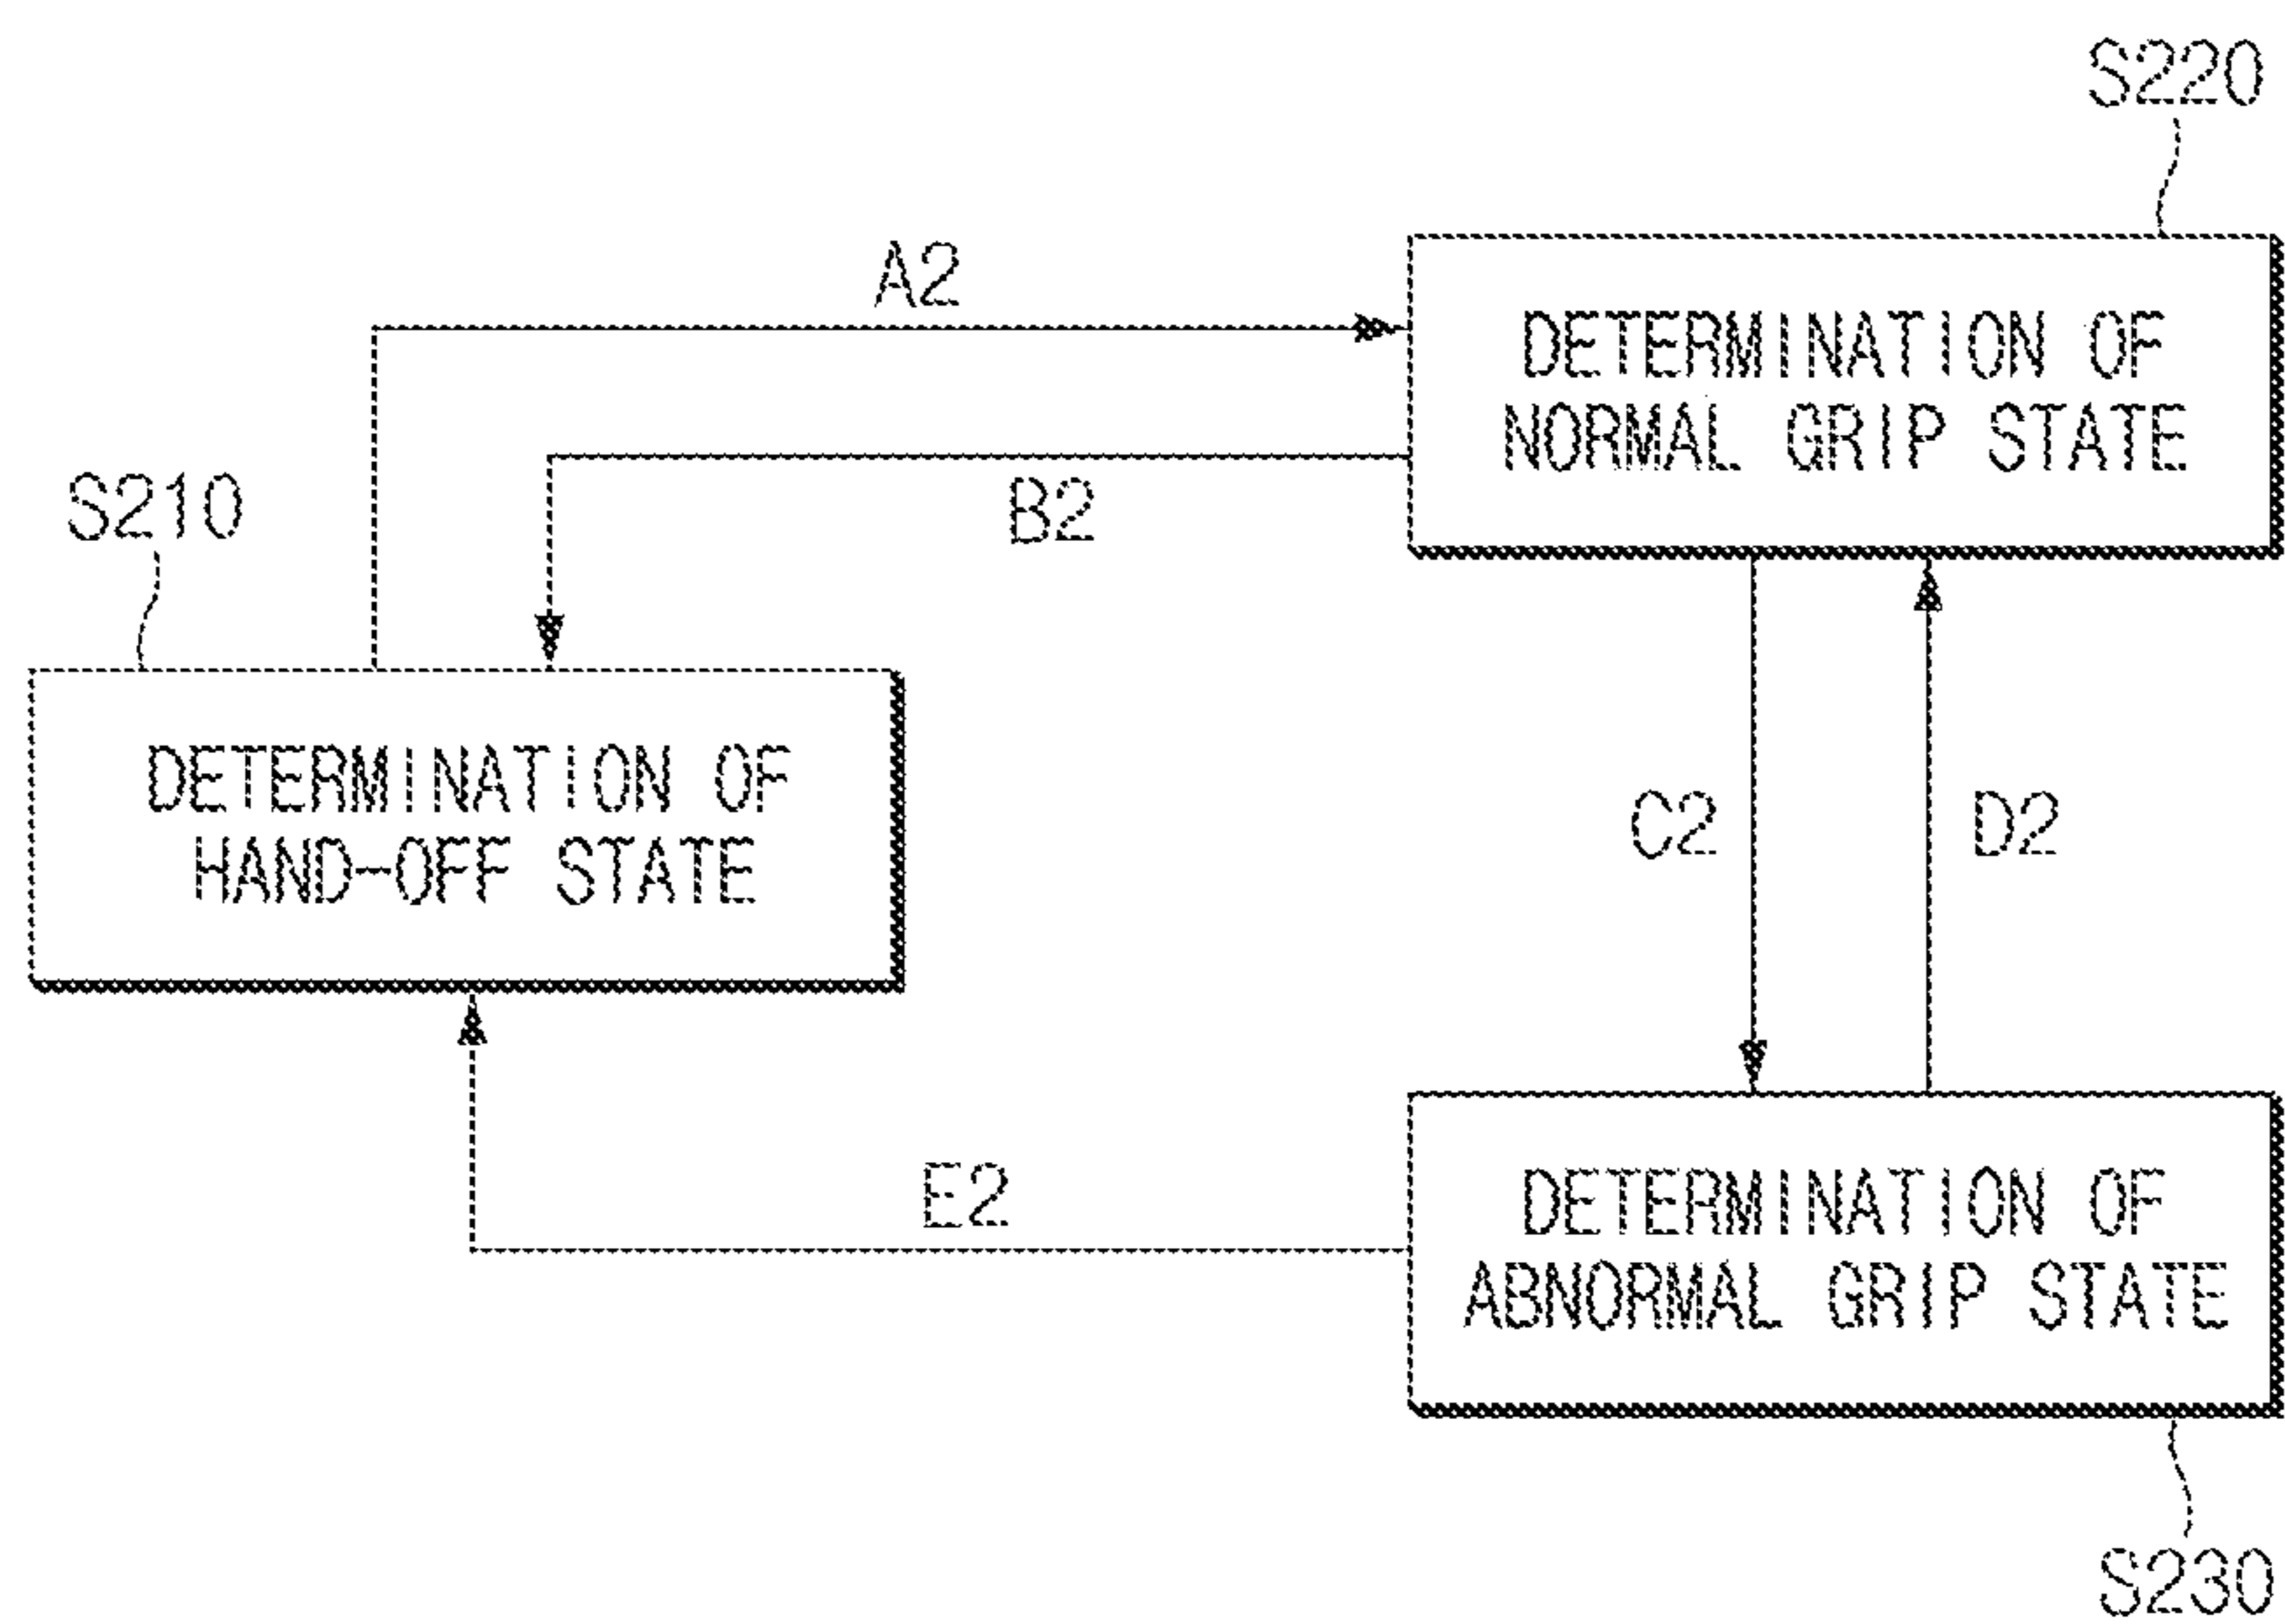 S220
A2
DETERMINATION OF
NORMAL GRIP STATE
B2
S210
DETERMINATION OF
HAND-OFF STATE
C2
D2
E2
DETERMINATION OF
ABNORMAL GRIP STATE
S230